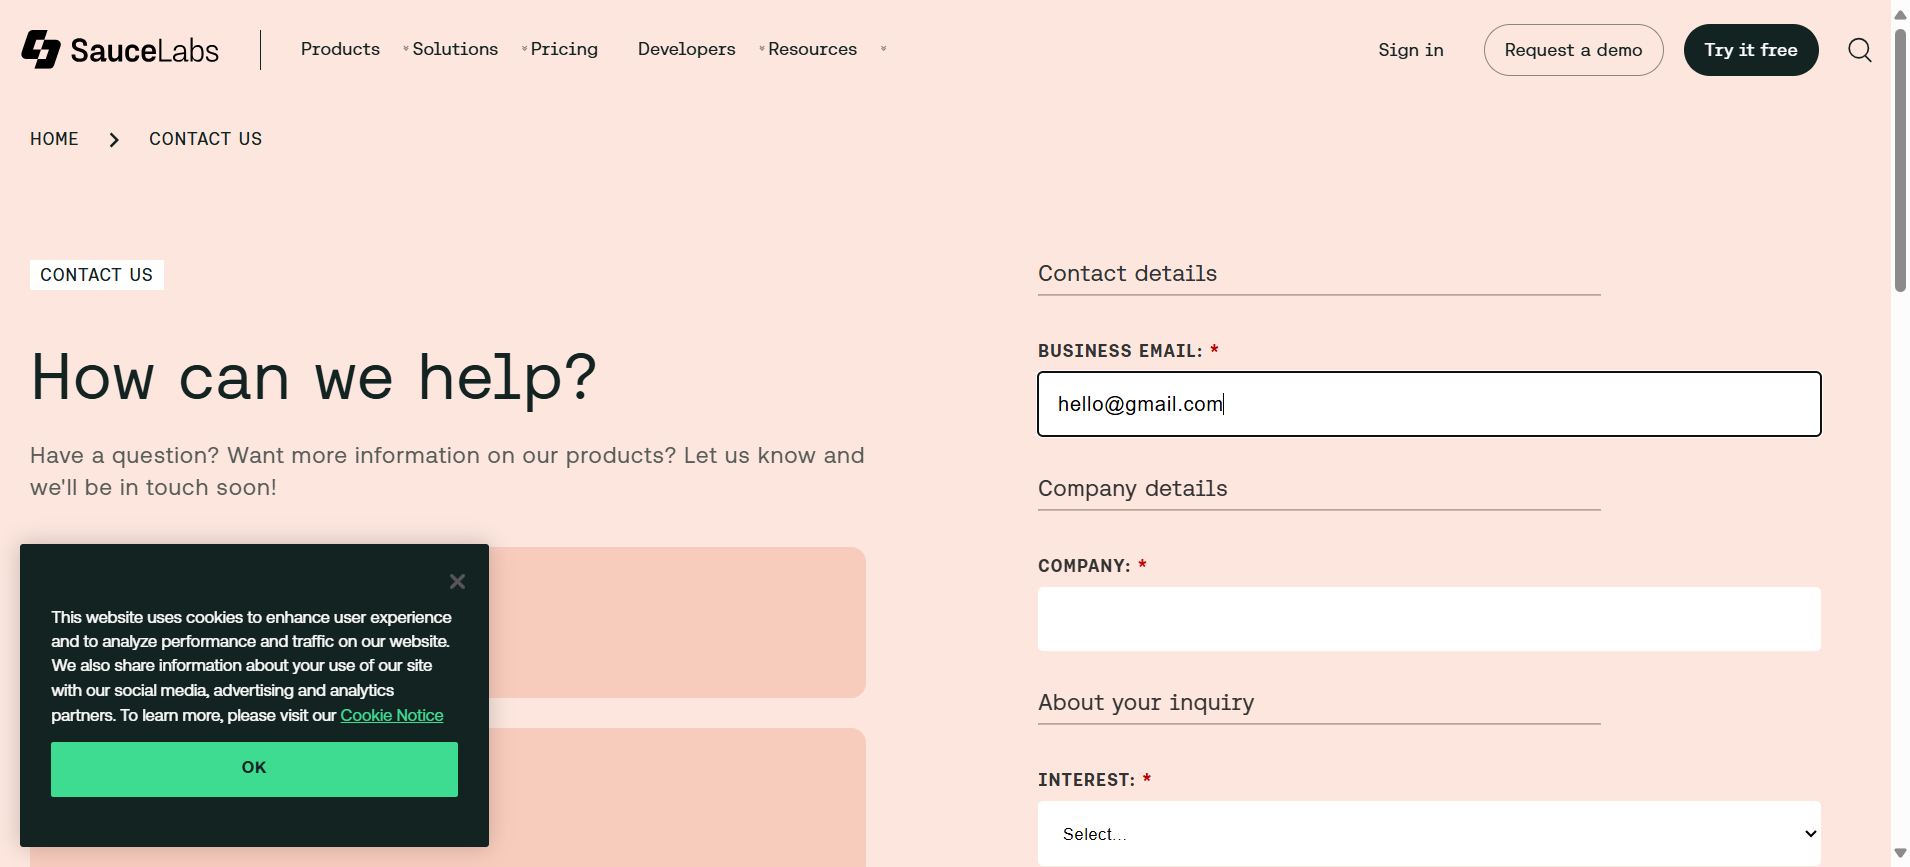 SauceLabs
Products
Solutions
Pricing
Developers
Resources
Sign in
Request a demo
Try it free
HOME
CONTACT US
CONTACT US
How can we help?
Have a question? Want more information on our products? Let us know and
we'll be in touch soon!
This website uses cookies to enhance user experience
and to analyze performance and traffic on our website.
We also share information about your use of our site
with our social media, advertising and analytics
partners. To learn more, please visit our Cookie Notice
OK
Contact details
BUSINESS EMAIL: *
hello@gmail.com
Company details
COMPANY: *
About your inquiry
INTEREST: *
Select...